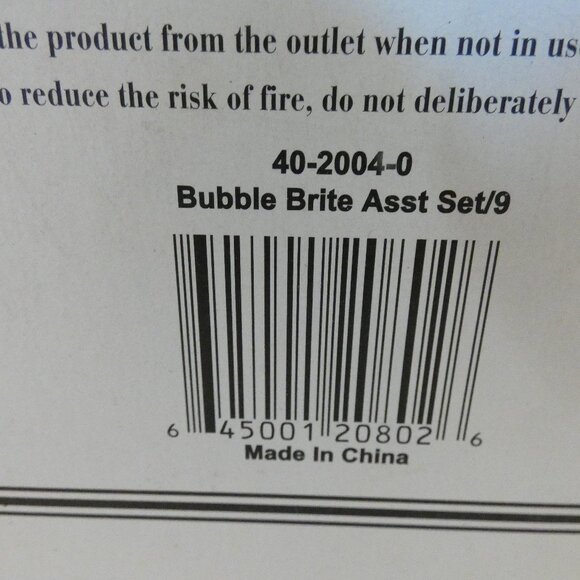 the product from the outlet when not in use
o reduce the risk of fire, do not deliberately
40-2004-0
Bubble Brite Asst Set/9
6 45001 20802 6
Made In China